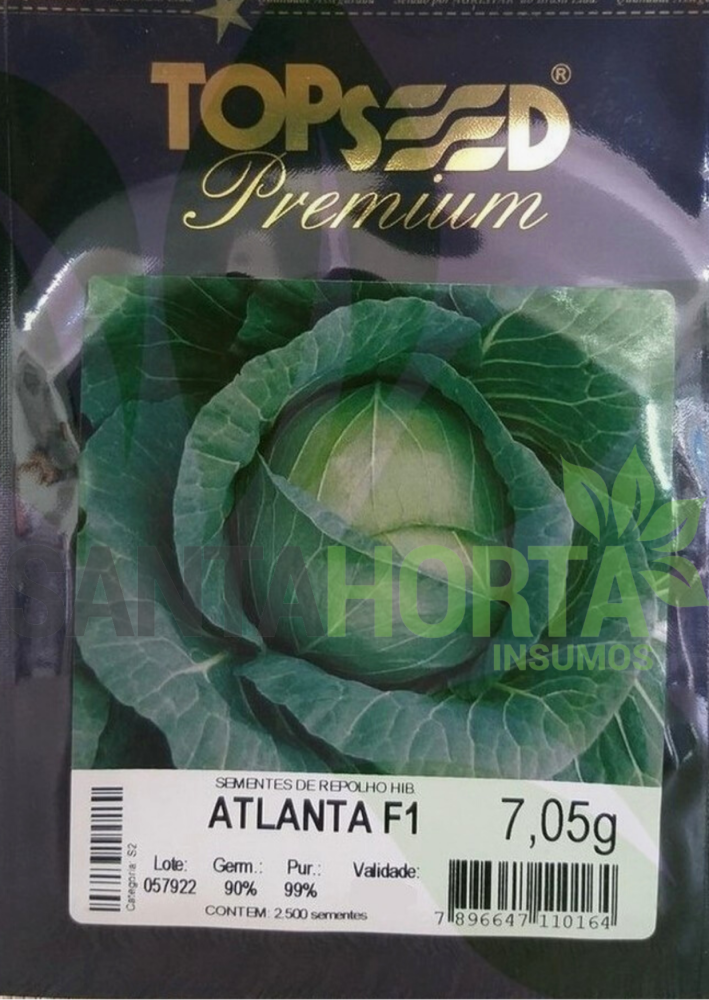 TOPSEED®
Premium
SANTAHORTA
INSUMOS
SEMENTES DE REPOLHO HIB.
ATLANTA F1
7,05g
Categoria: S2
Lote: Germ.: Pur.: Validade:
057922 90% 99%
CONTEM: 2.500 sementes
7 896647 110164